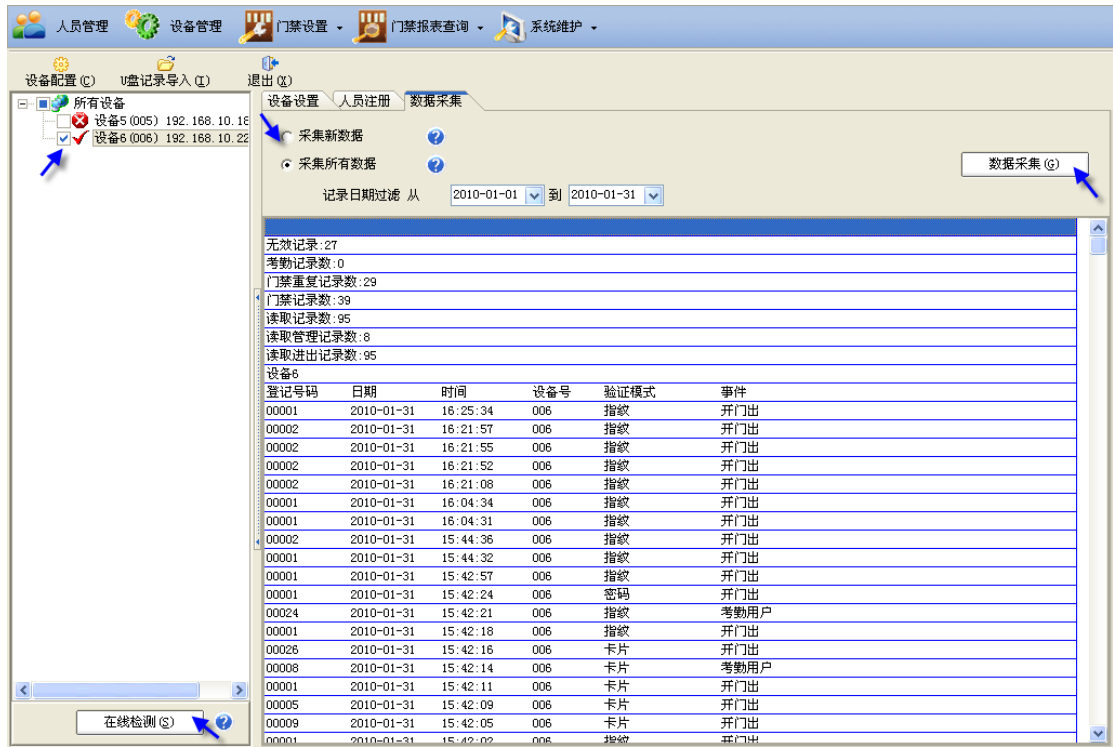 人员管理 设备管理 门禁设置 门禁报表查询 系统维护
设备配置(C) U盘记录导入(I) 退出(X)
所有设备
设备5(005) 192.168.10.18
设备6(006) 192.168.10.22
在线检测(S)
设备设置 人员注册 数据采集
采集新数据
采集所有数据
数据采集(G)
记录日期过滤 从 2010-01-01 到 2010-01-31
无效记录:27
考勤记录数:0
门禁重复记录数:29
门禁记录数:39
读取记录数:95
读取管理记录数:8
读取进出记录数:95
设备6
登记号码 日期 时间 设备号 验证模式 事件
00001 2010-01-31 16:25:34 006 指纹 开门出
00002 2010-01-31 16:21:57 006 指纹 开门出
00002 2010-01-31 16:21:55 006 指纹 开门出
00002 2010-01-31 16:21:52 006 指纹 开门出
00002 2010-01-31 16:21:08 006 指纹 开门出
00001 2010-01-31 16:04:34 006 指纹 开门出
00001 2010-01-31 16:04:31 006 指纹 开门出
00002 2010-01-31 15:44:36 006 指纹 开门出
00001 2010-01-31 15:44:32 006 指纹 开门出
00001 2010-01-31 15:42:57 006 指纹 开门出
00001 2010-01-31 15:42:24 006 密码 开门出
00024 2010-01-31 15:42:21 006 指纹 考勤用户
00001 2010-01-31 15:42:18 006 指纹 开门出
00026 2010-01-31 15:42:16 006 卡片 开门出
00008 2010-01-31 15:42:14 006 卡片 考勤用户
00001 2010-01-31 15:42:11 006 卡片 开门出
00005 2010-01-31 15:42:09 006 卡片 开门出
00009 2010-01-31 15:42:05 006 卡片 开门出
00001 2010-01-31 15:42:02 006 指纹 开门出